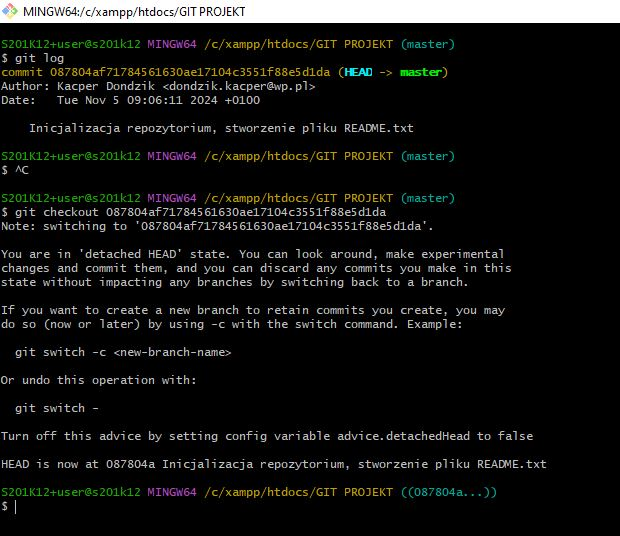 MINGW64:/c/xampp/htdocs/GIT PROJEKT
S201K12+user@s201k12 MINGW64 /c/xampp/htdocs/GIT PROJEKT (master)
$ git log
commit 087804af71784561630ae17104c3551f88e5d1da (HEAD -> master)
Author: Kacper Dondzik <dondzik.kacper@wp.pl>
Date:   Tue Nov 5 09:06:11 2024 +0100
    Inicjalizacja repozytorium, stworzenie pliku README.txt
S201K12+user@s201k12 MINGW64 /c/xampp/htdocs/GIT PROJEKT (master)
$ ^C
S201K12+user@s201k12 MINGW64 /c/xampp/htdocs/GIT PROJEKT (master)
$ git checkout 087804af71784561630ae17104c3551f88e5d1da
Note: switching to '087804af71784561630ae17104c3551f88e5d1da'.
You are in 'detached HEAD' state. You can look around, make experimental
changes and commit them, and you can discard any commits you make in this
state without impacting any branches by switching back to a branch.
If you want to create a new branch to retain commits you create, you may
do so (now or later) by using -c with the switch command. Example:
  git switch -c <new-branch-name>
Or undo this operation with:
  git switch -
Turn off this advice by setting config variable advice.detachedHead to false
HEAD is now at 087804a Inicjalizacja repozytorium, stworzenie pliku README.txt
S201K12+user@s201k12 MINGW64 /c/xampp/htdocs/GIT PROJEKT ((087804a...))
$